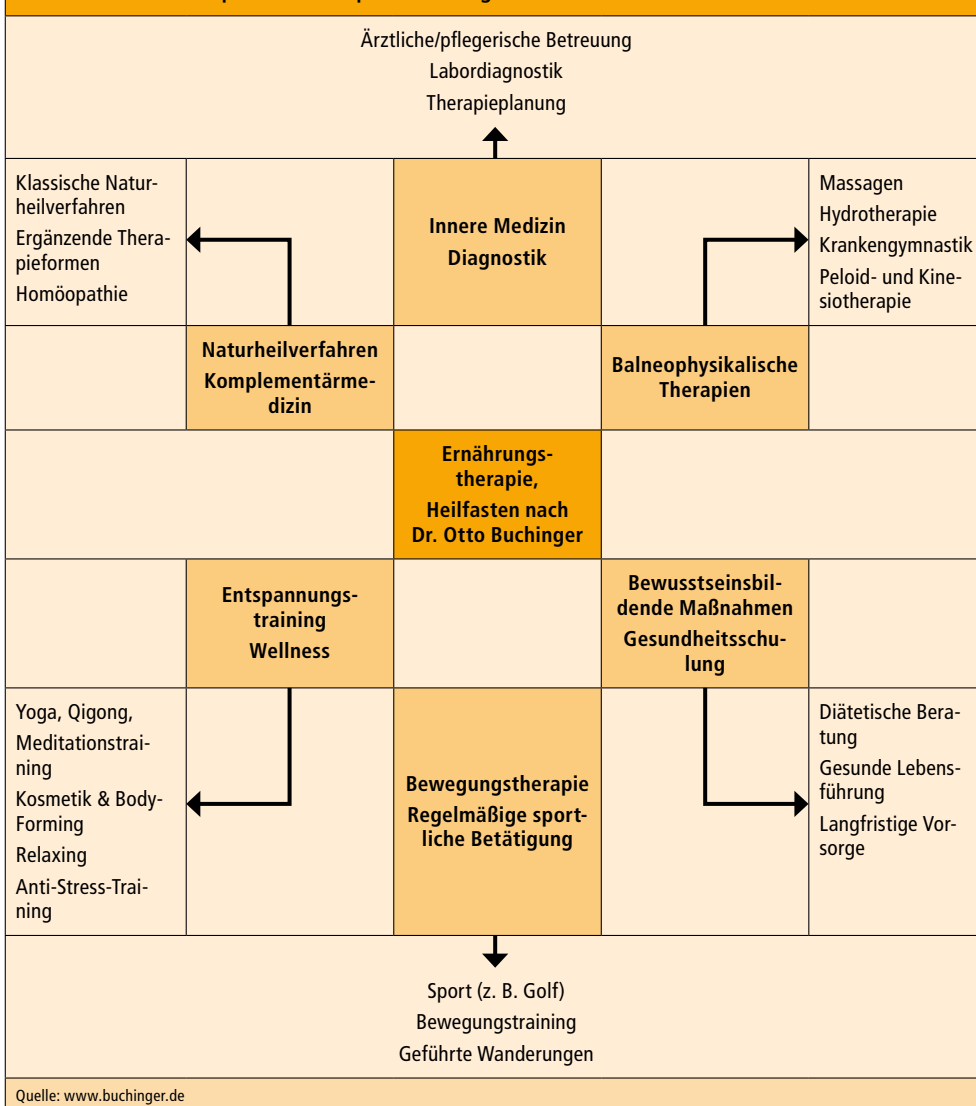 Ärztliche/pflegerische Betreuung
Labordiagnostik
Therapieplanung
Klassische Natur-
heilverfahren
Ergänzende Thera-
pieformen
Homöopathie
Innere Medizin
Diagnostik
Massagen
Hydrotherapie
Krankengymnastik
Peloid- und Kine-
siotherapie
Naturheilverfahren
Komplementärme-
dizin
Balneophysikalische
Therapien
Ernährungs-
therapie,
Heilfasten nach
Dr. Otto Buchinger
Entspannungs-
training
Wellness
Bewusstseinsbil-
dende Maßnahmen
Gesundheitsschu-
lung
Yoga, Qigong,
Meditationstrai-
ning
Kosmetik & Body-
Forming
Relaxing
Anti-Stress-Trai-
ning
Bewegungstherapie
Regelmäßige sport-
liche Betätigung
Diätetische Bera-
tung
Gesunde Lebens-
führung
Langfristige Vor-
sorge
Sport (z. B. Golf)
Bewegungstraining
Geführte Wanderungen
Quelle: www.buchinger.de